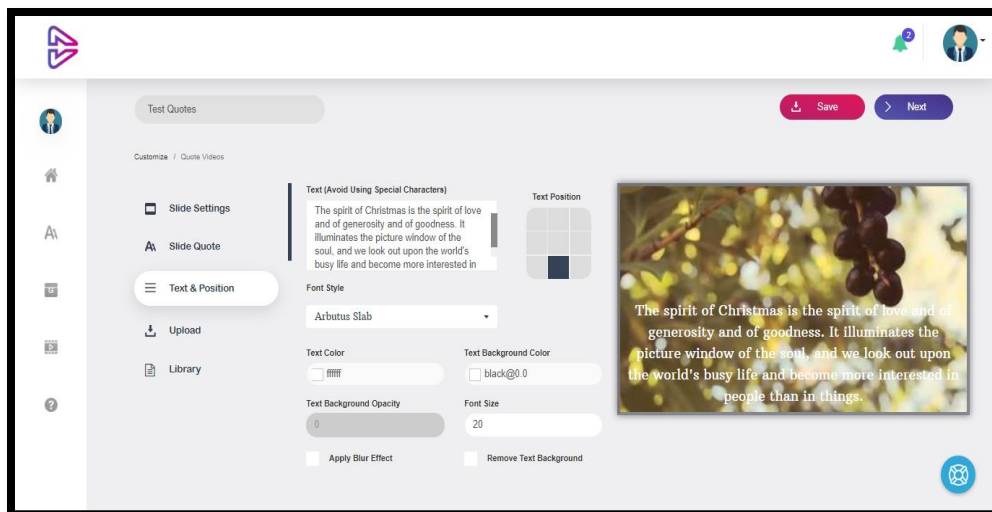 2
Test Quotes
Save
Next
Customize / Quote Videos
Slide Settings
Slide Quote
Text & Position
Upload
Library
Text (Avoid Using Special Characters)
The spirit of Christmas is the spirit of love
and of generosity and of goodness. It
illuminates the picture window of the
soul, and we look out upon the world's
busy life and become more interested in
Text Position
Font Style
Arbutus Slab
Text Color
ffffff
Text Background Color
black@0.0
Text Background Opacity
0
Font Size
20
Apply Blur Effect
Remove Text Background
The spirit of Christmas is the spirit of love and of
generosity and of goodness. It illuminates the
picture window of the soul, and we look out upon
the world's busy life and become more interested in
people than in things.